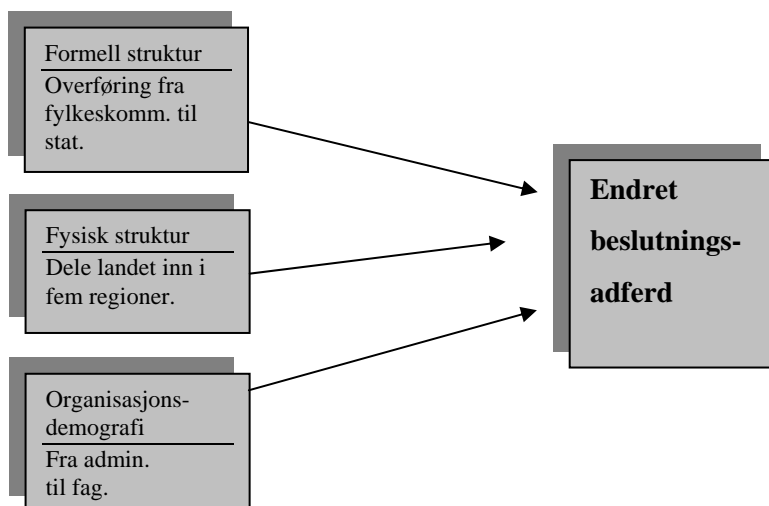 Formell struktur
Overføring fra
fylkeskomm. til
stat.
Fysisk struktur
Dele landet inn i
fem regioner.
Organisasjons-
demografi
Fra admin.
til fag.
Endret
beslutnings-
adferd